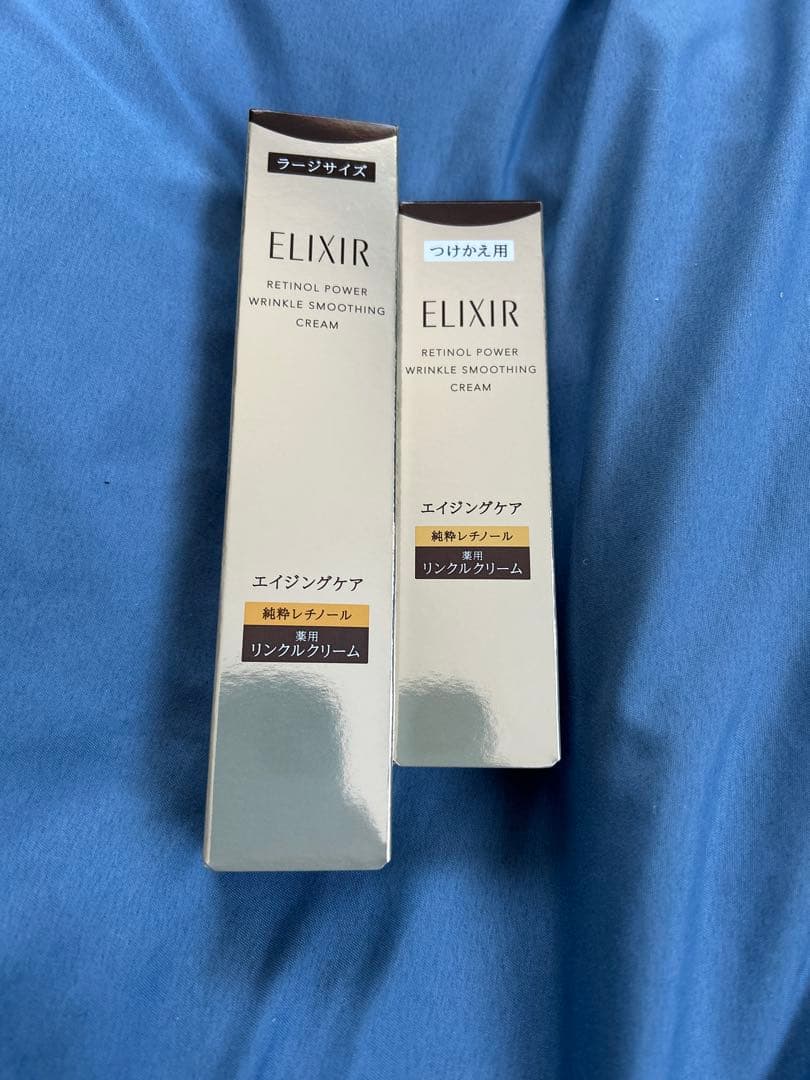 ラージサイズ
ELIXIR
RETINOL POWER
WRINKLE SMOOTHING
CREAM
エイジングケア
純粋レチノール
薬用
リンクルクリーム
つけかえ用
ELIXIR
RETINOL POWER
WRINKLE SMOOTHING
CREAM
エイジングケア
純粋レチノール
薬用
リンクルクリーム